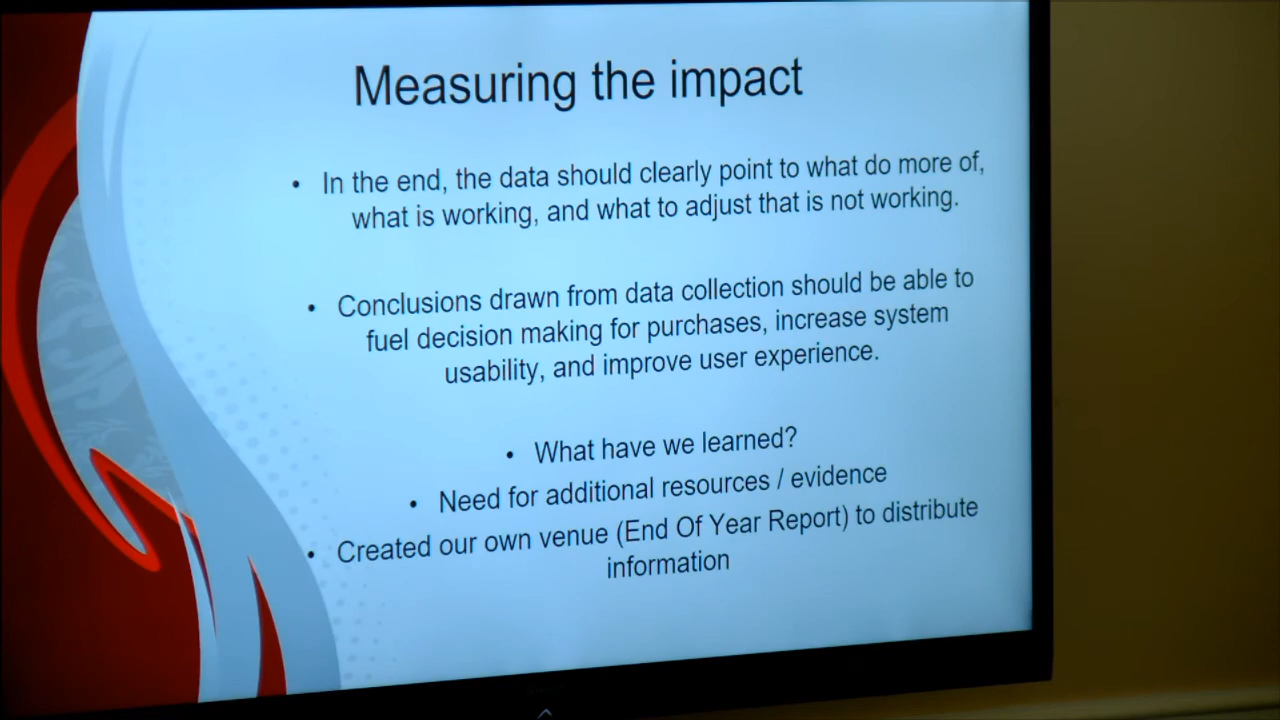 Measuring the impact
• In the end, the data should clearly point to what do more of,
what is working, and what to adjust that is not working.
• Conclusions drawn from data collection should be able to
fuel decision making for purchases, increase system
usability, and improve user experience.
• What have we learned?
• Need for additional resources / evidence
• Created our own venue (End Of Year Report) to distribute
information